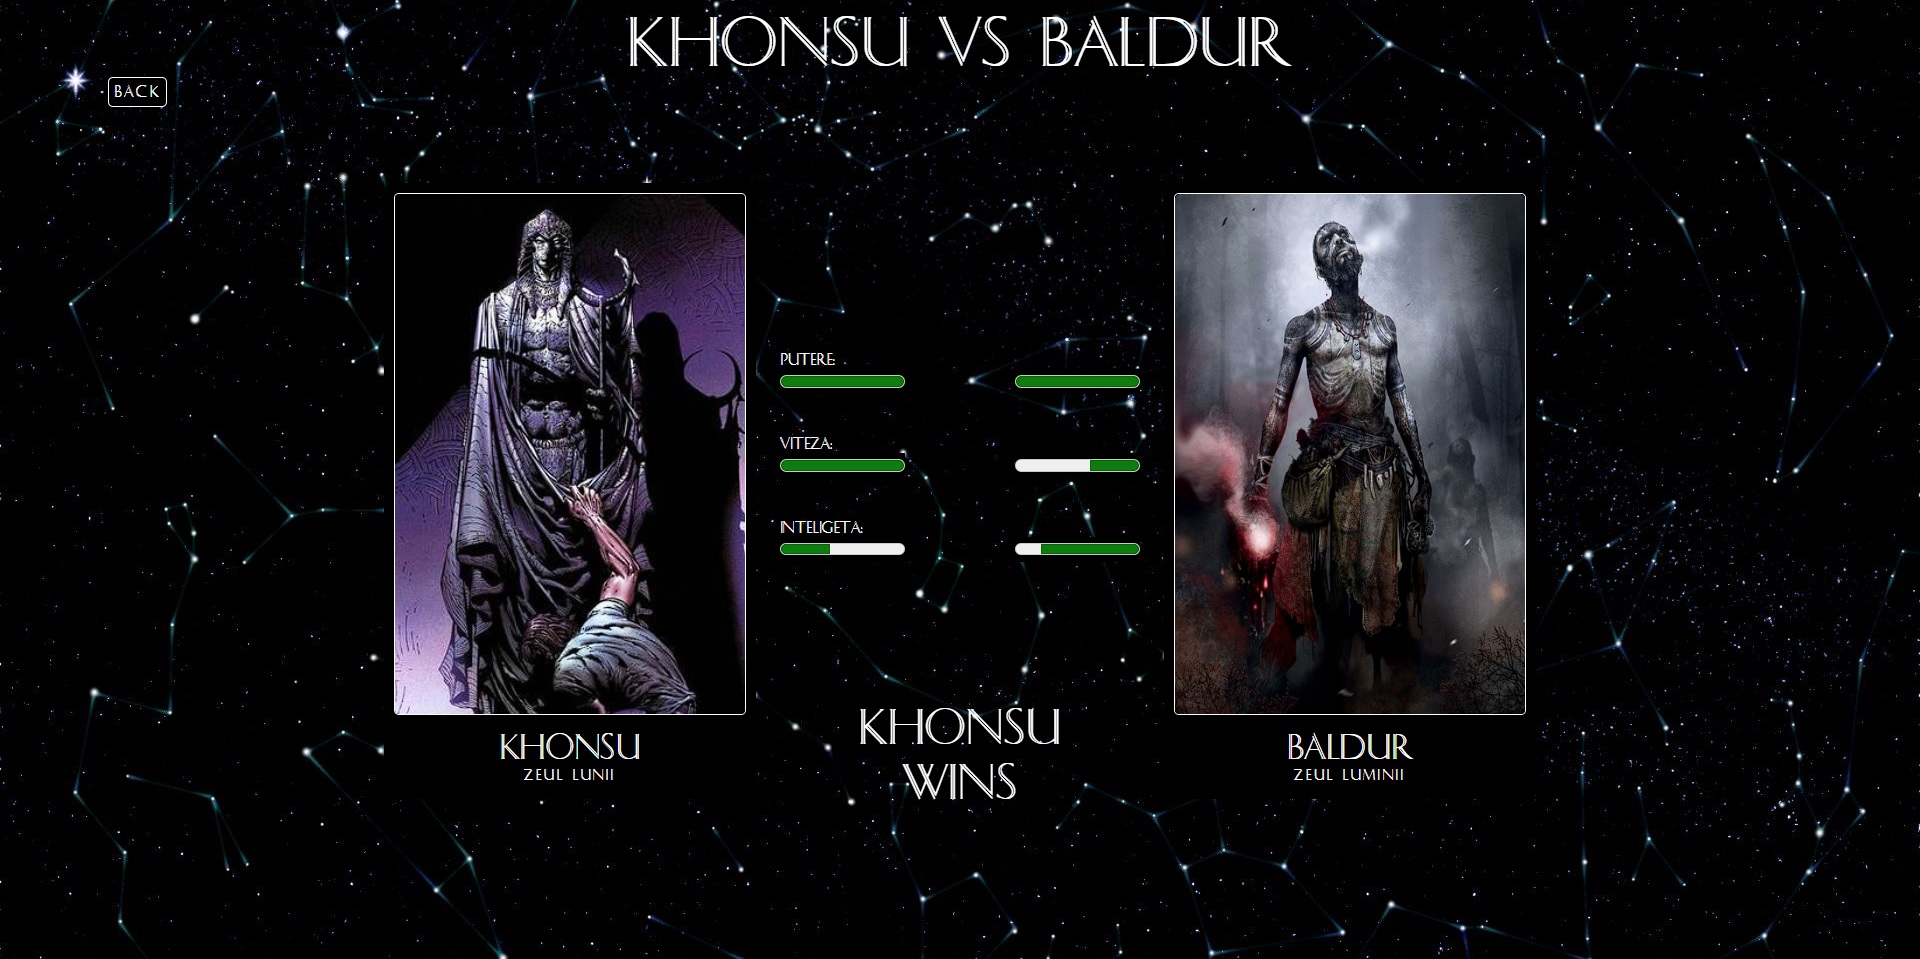 KHONSU VS BALDUR
BACK
PUTERE:
VITEZA:
INTELIGETA:
KHONSU
ZEUL LUNII
KHONSU
WINS
BALDUR
ZEUL LUMINII